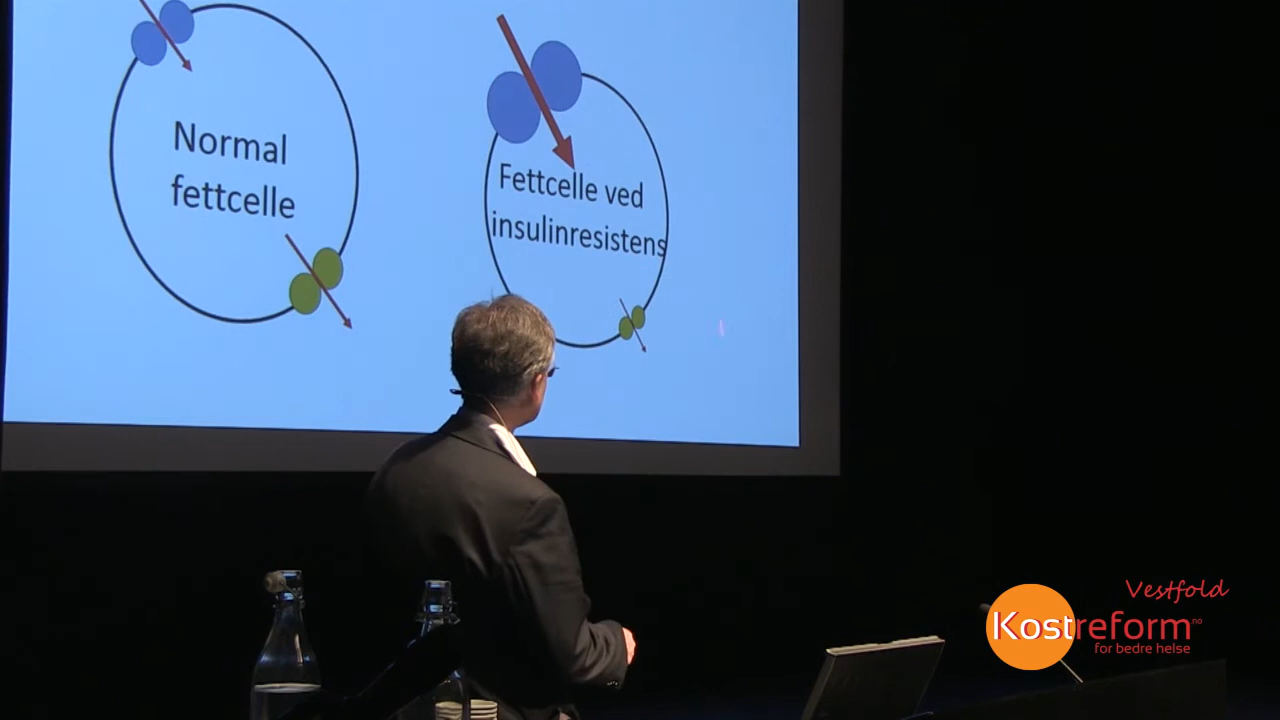 Normal
fettcelle
Fettcelle ved
insulinresistens
Vestfold
Kostreform.no
for bedre helse